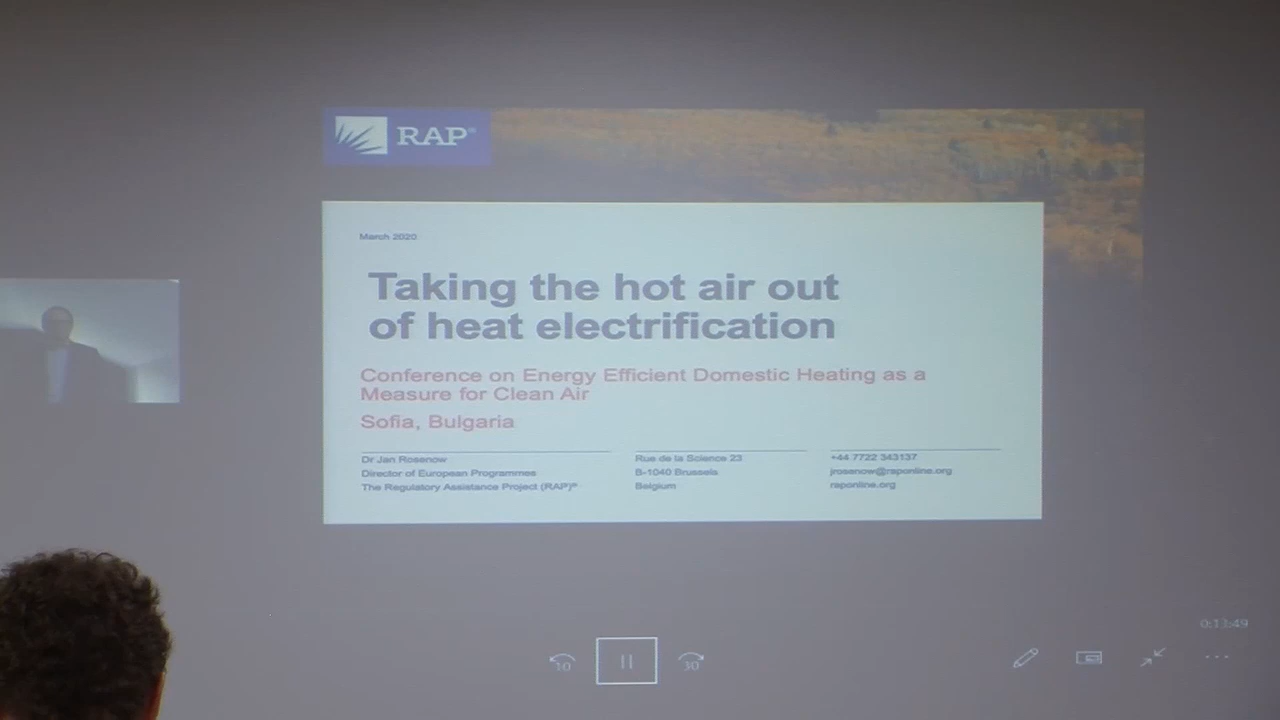 RAP®
March 2020
Taking the hot air out
of heat electrification
Conference on Energy Efficient Domestic Heating as a
Measure for Clean Air
Sofia, Bulgaria
Dr Jan Rosenow
Director of European Programmes
The Regulatory Assistance Project (RAP)®
Rue de la Science 23
B-1040 Brussels
Belgium
+44 7722 343137
jrosenow@raponline.org
raponline.org
0:13:49
10
30